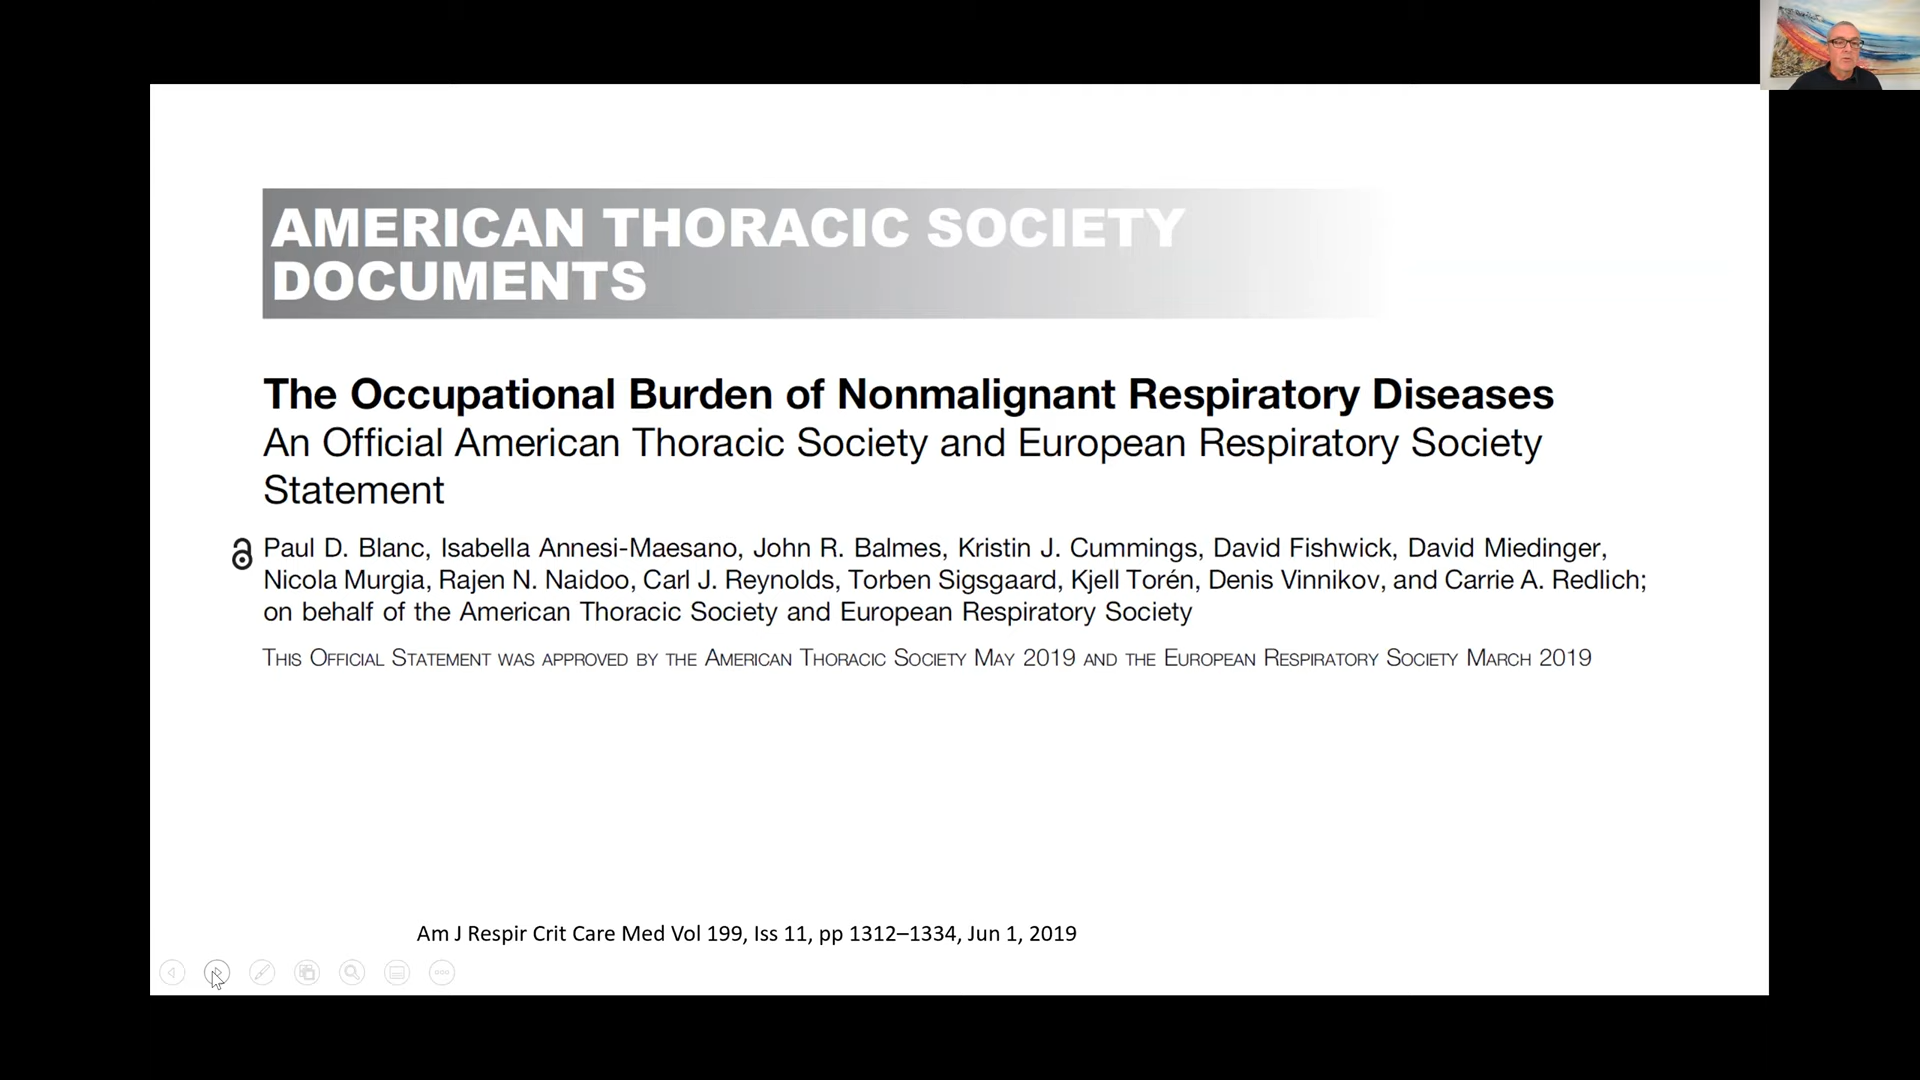 AMERICAN THORACIC SOCIETY
DOCUMENTS
The Occupational Burden of Nonmalignant Respiratory Diseases
An Official American Thoracic Society and European Respiratory Society
Statement
Paul D. Blanc, Isabella Annesi-Maesano, John R. Balmes, Kristin J. Cummings, David Fishwick, David Miedinger,
Nicola Murgia, Rajen N. Naidoo, Carl J. Reynolds, Torben Sigsgaard, Kjell Torén, Denis Vinnikov, and Carrie A. Redlich;
on behalf of the American Thoracic Society and European Respiratory Society
THIS OFFICIAL STATEMENT WAS APPROVED BY THE AMERICAN THORACIC SOCIETY MAY 2019 AND THE EUROPEAN RESPIRATORY SOCIETY MARCH 2019
Am J Respir Crit Care Med Vol 199, Iss 11, pp 1312–1334, Jun 1, 2019